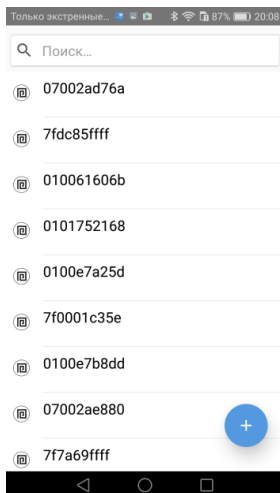 Только экстренные... 87% 20:08
Поиск...
07002ad76a
7fdc85ffff
010061606b
0101752168
0100e7a25d
7f0001c35e
0100e7b8dd
07002ae880
7f7a69ffff